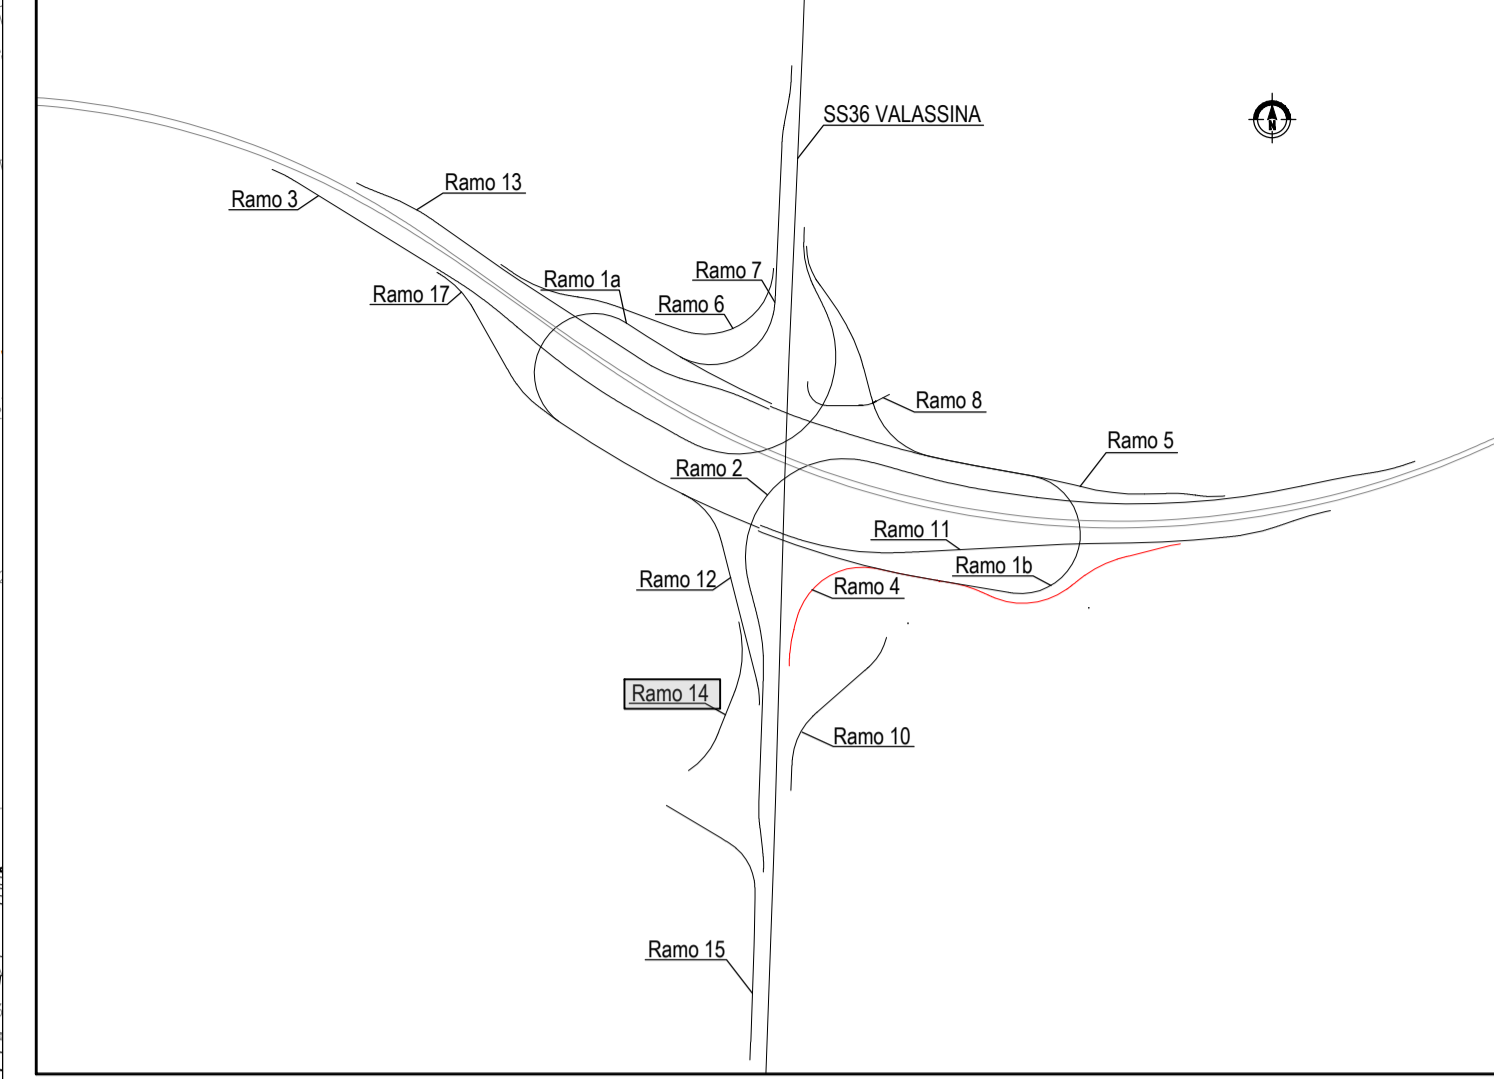 SS36 VALASSINA
N
Ramo 13
Ramo 3
Ramo 7
Ramo 1a
Ramo 17
Ramo 6
Ramo 8
Ramo 5
Ramo 2
Ramo 11
Ramo 1b
Ramo 12
Ramo 4
Ramo 14
Ramo 10
Ramo 15